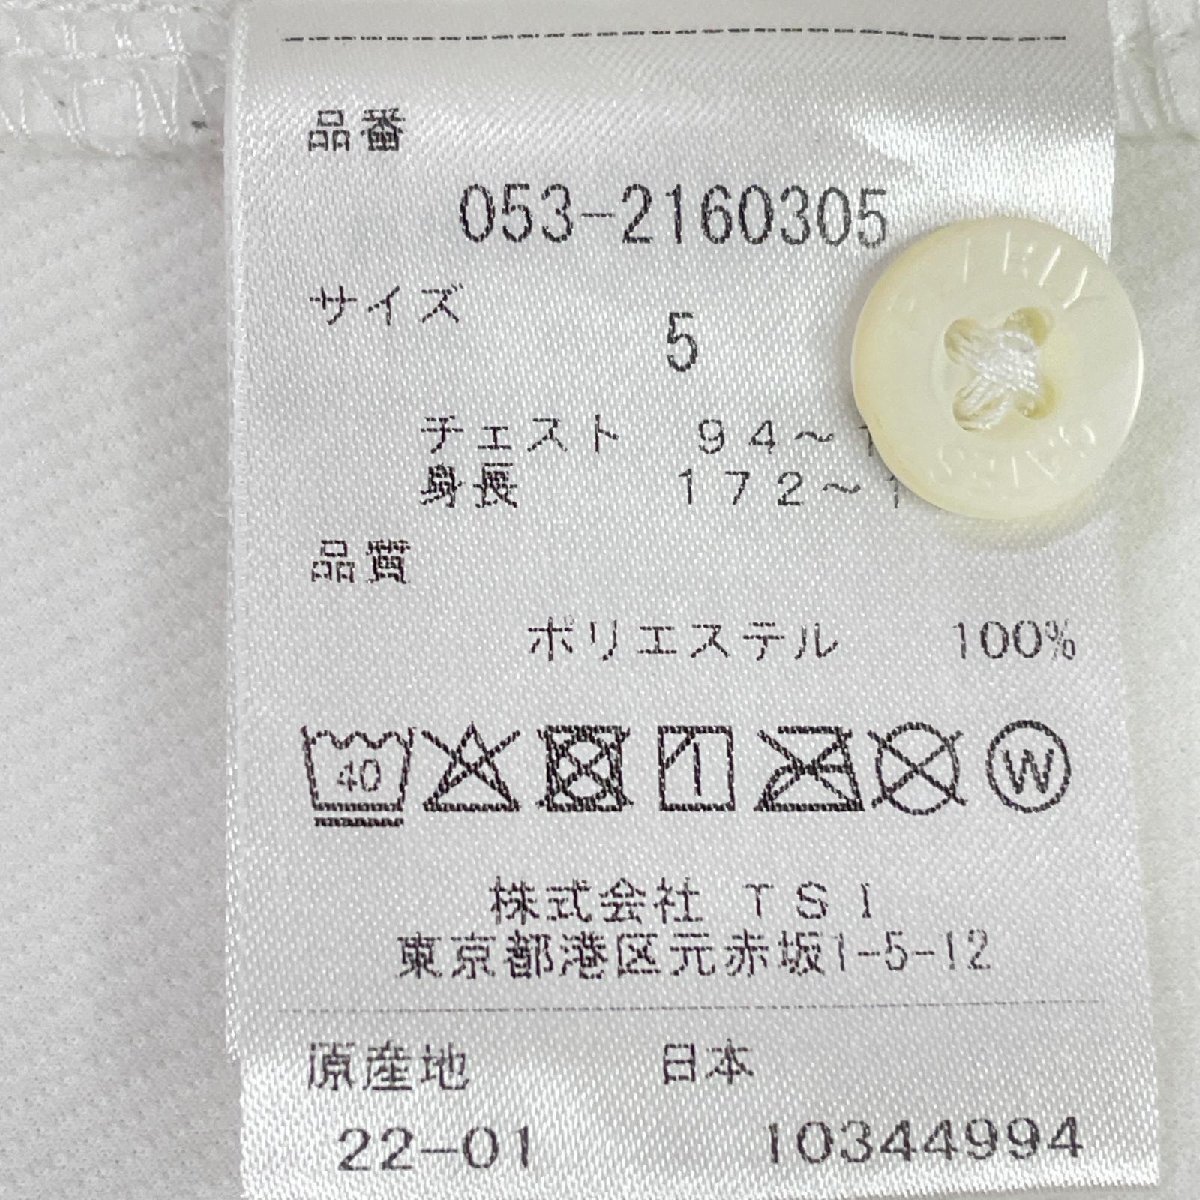 品番
053-2160305
サイズ
5
チェスト 94~1
身長 172~1
品質
ポリエステル 100%
40
W
株式会社 TSI
東京都港区元赤坂1-5-12
原産地 日本
22-01 10344994